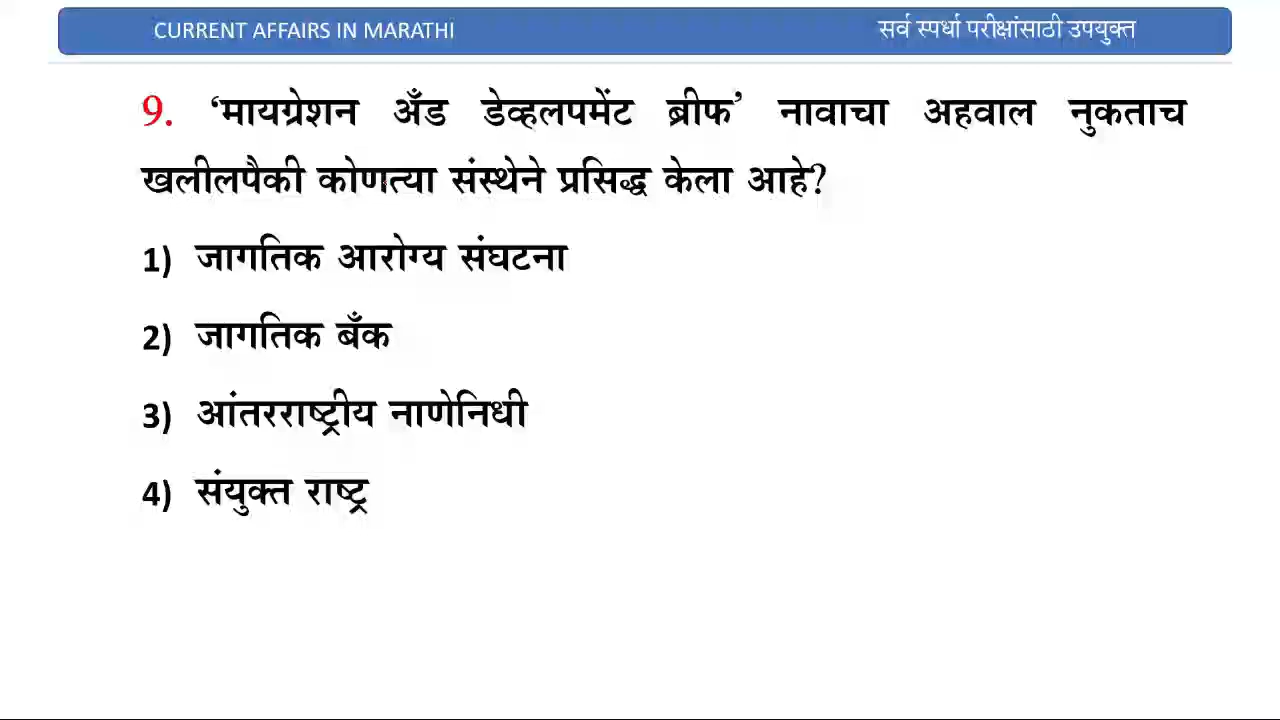 CURRENT AFFAIRS IN MARATHI
सर्व स्पर्धा परीक्षांसाठी उपयुक्त
9. ‘मायग्रेशन अँड डेव्हलपमेंट ब्रीफ’ नावाचा अहवाल नुकताच
खलीलपैकी कोणत्या संस्थेने प्रसिद्ध केला आहे?
1) जागतिक आरोग्य संघटना
2) जागतिक बँक
3) आंतरराष्ट्रीय नाणेनिधी
4) संयुक्त राष्ट्र